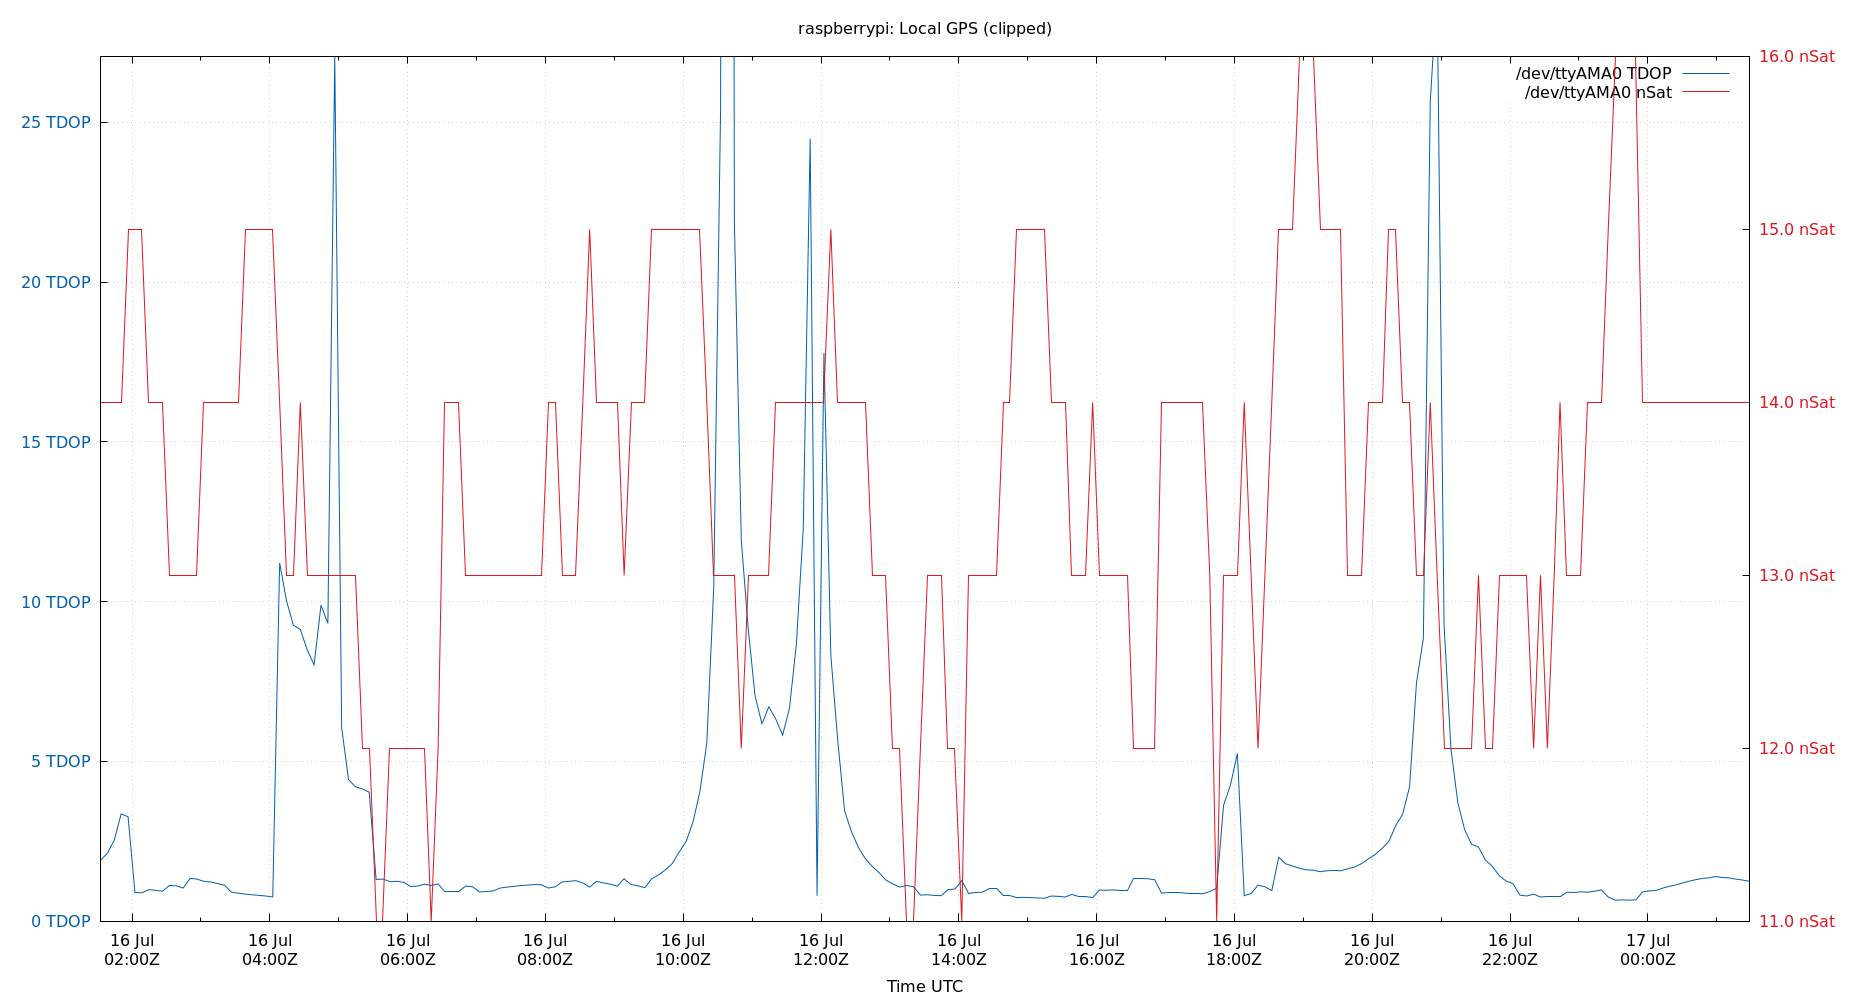 raspberrypi: Local GPS (clipped)
/dev/ttyAMA0 TDOP
/dev/ttyAMA0 nSat
25 TDOP
20 TDOP
15 TDOP
10 TDOP
5 TDOP
0 TDOP
16.0 nSat
15.0 nSat
14.0 nSat
13.0 nSat
12.0 nSat
11.0 nSat
16 Jul
02:00Z
16 Jul
04:00Z
16 Jul
06:00Z
16 Jul
08:00Z
16 Jul
10:00Z
16 Jul
12:00Z
16 Jul
14:00Z
16 Jul
16:00Z
16 Jul
18:00Z
16 Jul
20:00Z
16 Jul
22:00Z
17 Jul
00:00Z
Time UTC